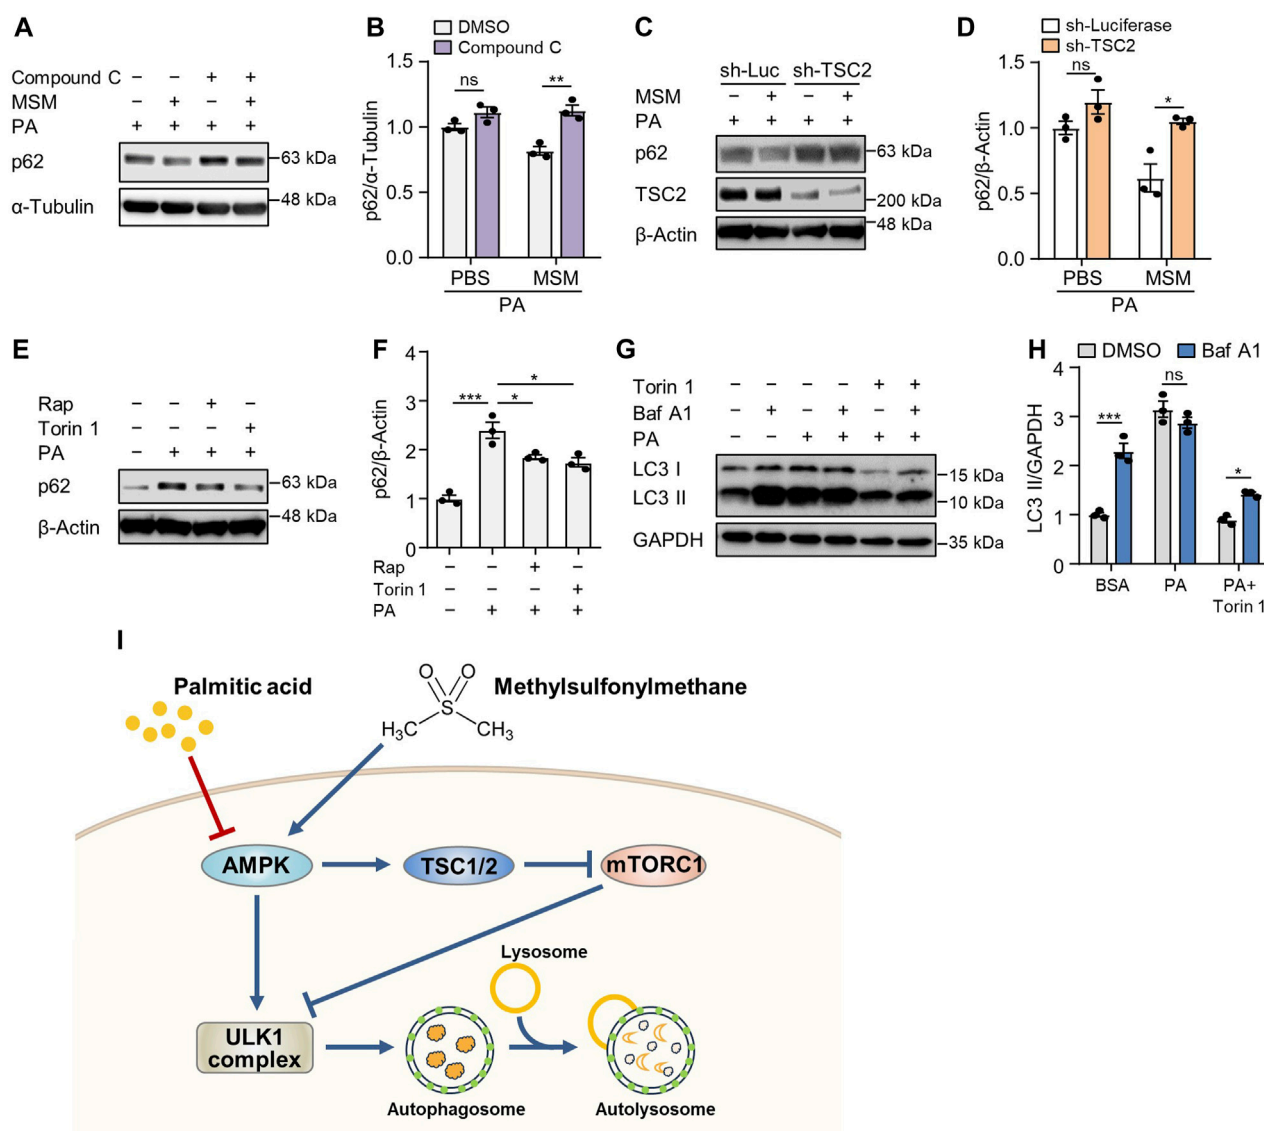 A
Compound C − − + +
MSM − + − +
PA + + + +
p62
63 kDa
α-Tubulin
48 kDa
B
DMSO
Compound C
p62/α-Tubulin
1.5
1.0
0.5
0.0
ns
**
PBS MSM
PA
C
sh-Luc sh-TSC2
MSM − + − +
PA + + + +
p62
63 kDa
TSC2
200 kDa
β-Actin
48 kDa
D
sh-Luciferase
sh-TSC2
p62/β-Actin
1.5
1.0
0.5
0.0
ns
*
PBS MSM
PA
E
Rap − − + −
Torin 1 − − − +
PA − + + +
p62
63 kDa
β-Actin
48 kDa
F
p62/β-Actin
4
3
2
1
0
***
*
*
Rap − − + −
Torin 1 − − − +
PA − + + +
G
Torin 1 − − − − + +
Baf A1 − + − + − +
PA − − + + + +
LC3 I
15 kDa
LC3 II
10 kDa
GAPDH
35 kDa
H
DMSO Baf A1
LC3 II/GAPDH
4
3
2
1
0
***
ns
*
BSA PA PA+
Torin 1
I
Palmitic acid
Methylsulfonylmethane
O O
S
H3C CH3
AMPK TSC1/2 mTORC1
Lysosome
ULK1
complex
Autophagosome Autolysosome